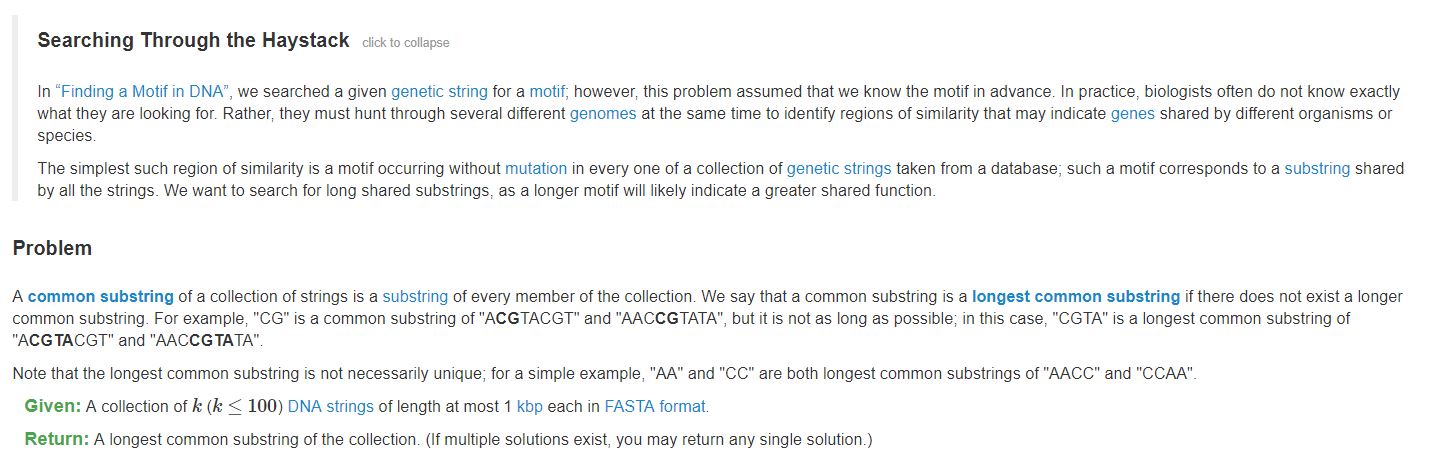 Searching Through the Haystack click to collapse
In “Finding a Motif in DNA”, we searched a given genetic string for a motif; however, this problem assumed that we know the motif in advance. In practice, biologists often do not know exactly
what they are looking for. Rather, they must hunt through several different genomes at the same time to identify regions of similarity that may indicate genes shared by different organisms or
species.
The simplest such region of similarity is a motif occurring without mutation in every one of a collection of genetic strings taken from a database; such a motif corresponds to a substring shared
by all the strings. We want to search for long shared substrings, as a longer motif will likely indicate a greater shared function.
Problem
A common substring of a collection of strings is a substring of every member of the collection. We say that a common substring is a longest common substring if there does not exist a longer
common substring. For example, "CG" is a common substring of "ACGTACGT" and "AACCGTATA", but it is not as long as possible; in this case, "CGTA" is a longest common substring of
"ACGTACGT" and "AACCGTATA".
Note that the longest common substring is not necessarily unique; for a simple example, "AA" and "CC" are both longest common substrings of "AACC" and "CCAA".
Given: A collection of k (k ≤ 100) DNA strings of length at most 1 kbp each in FASTA format.
Return: A longest common substring of the collection. (If multiple solutions exist, you may return any single solution.)